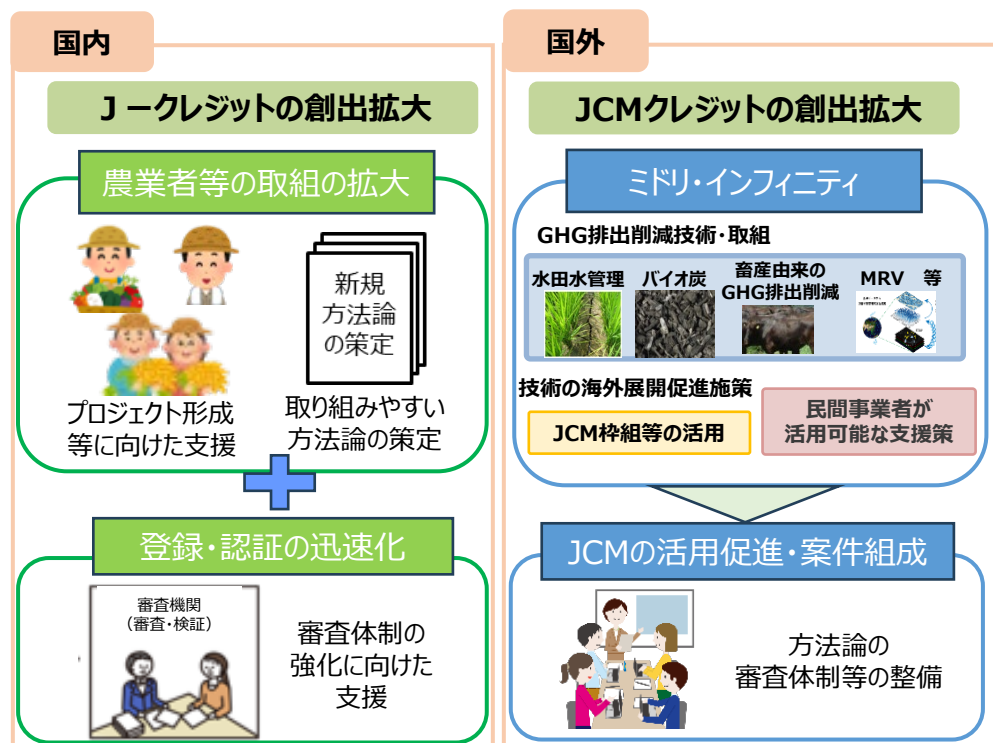 国内
J－クレジットの創出拡大
農業者等の取組の拡大
新規
方法論
の策定
プロジェクト形成
等に向けた支援
取り組みやすい
方法論の策定
登録・認証の迅速化
審査機関
（審査・検証）
審査体制の
強化に向けた
支援
国外
JCMクレジットの創出拡大
ミドリ・インフィニティ
GHG排出削減技術・取組
水田水管理
バイオ炭
畜産由来の
GHG排出削減
MRV 等
技術の海外展開促進施策
JCM枠組等の活用
民間事業者が
活用可能な支援策
JCMの活用促進・案件組成
方法論の
審査体制等の整備